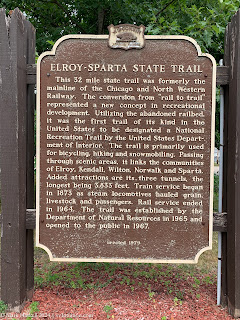 ELROY-SPARTA STATE TRAIL
This 32 mile state trail was formerly the
mainline of the Chicago and North Western
Railway. The conversion from "rail to trail"
represented a new concept in recreational
development. Utilizing the abandoned railbed,
it was the first trail of its kind in the
United States to be designated a National
Recreation Trail by the United States Depart-
ment of Interior. The trail is primarily used
for bicycling, hiking and snowmobiling. Passing
through scenic areas, it links the communities
of Elroy, Kendall, Wilton, Norwalk and Sparta.
Added attractions are its three tunnels, the
longest being 3,835 feet. Train service began
in 1873 as steam locomotives hauled grain,
livestock and passengers. Rail service ended
in 1964. The trail was established by the
Department of Natural Resources in 1965 and
opened to the public in 1967.
Erected 1979